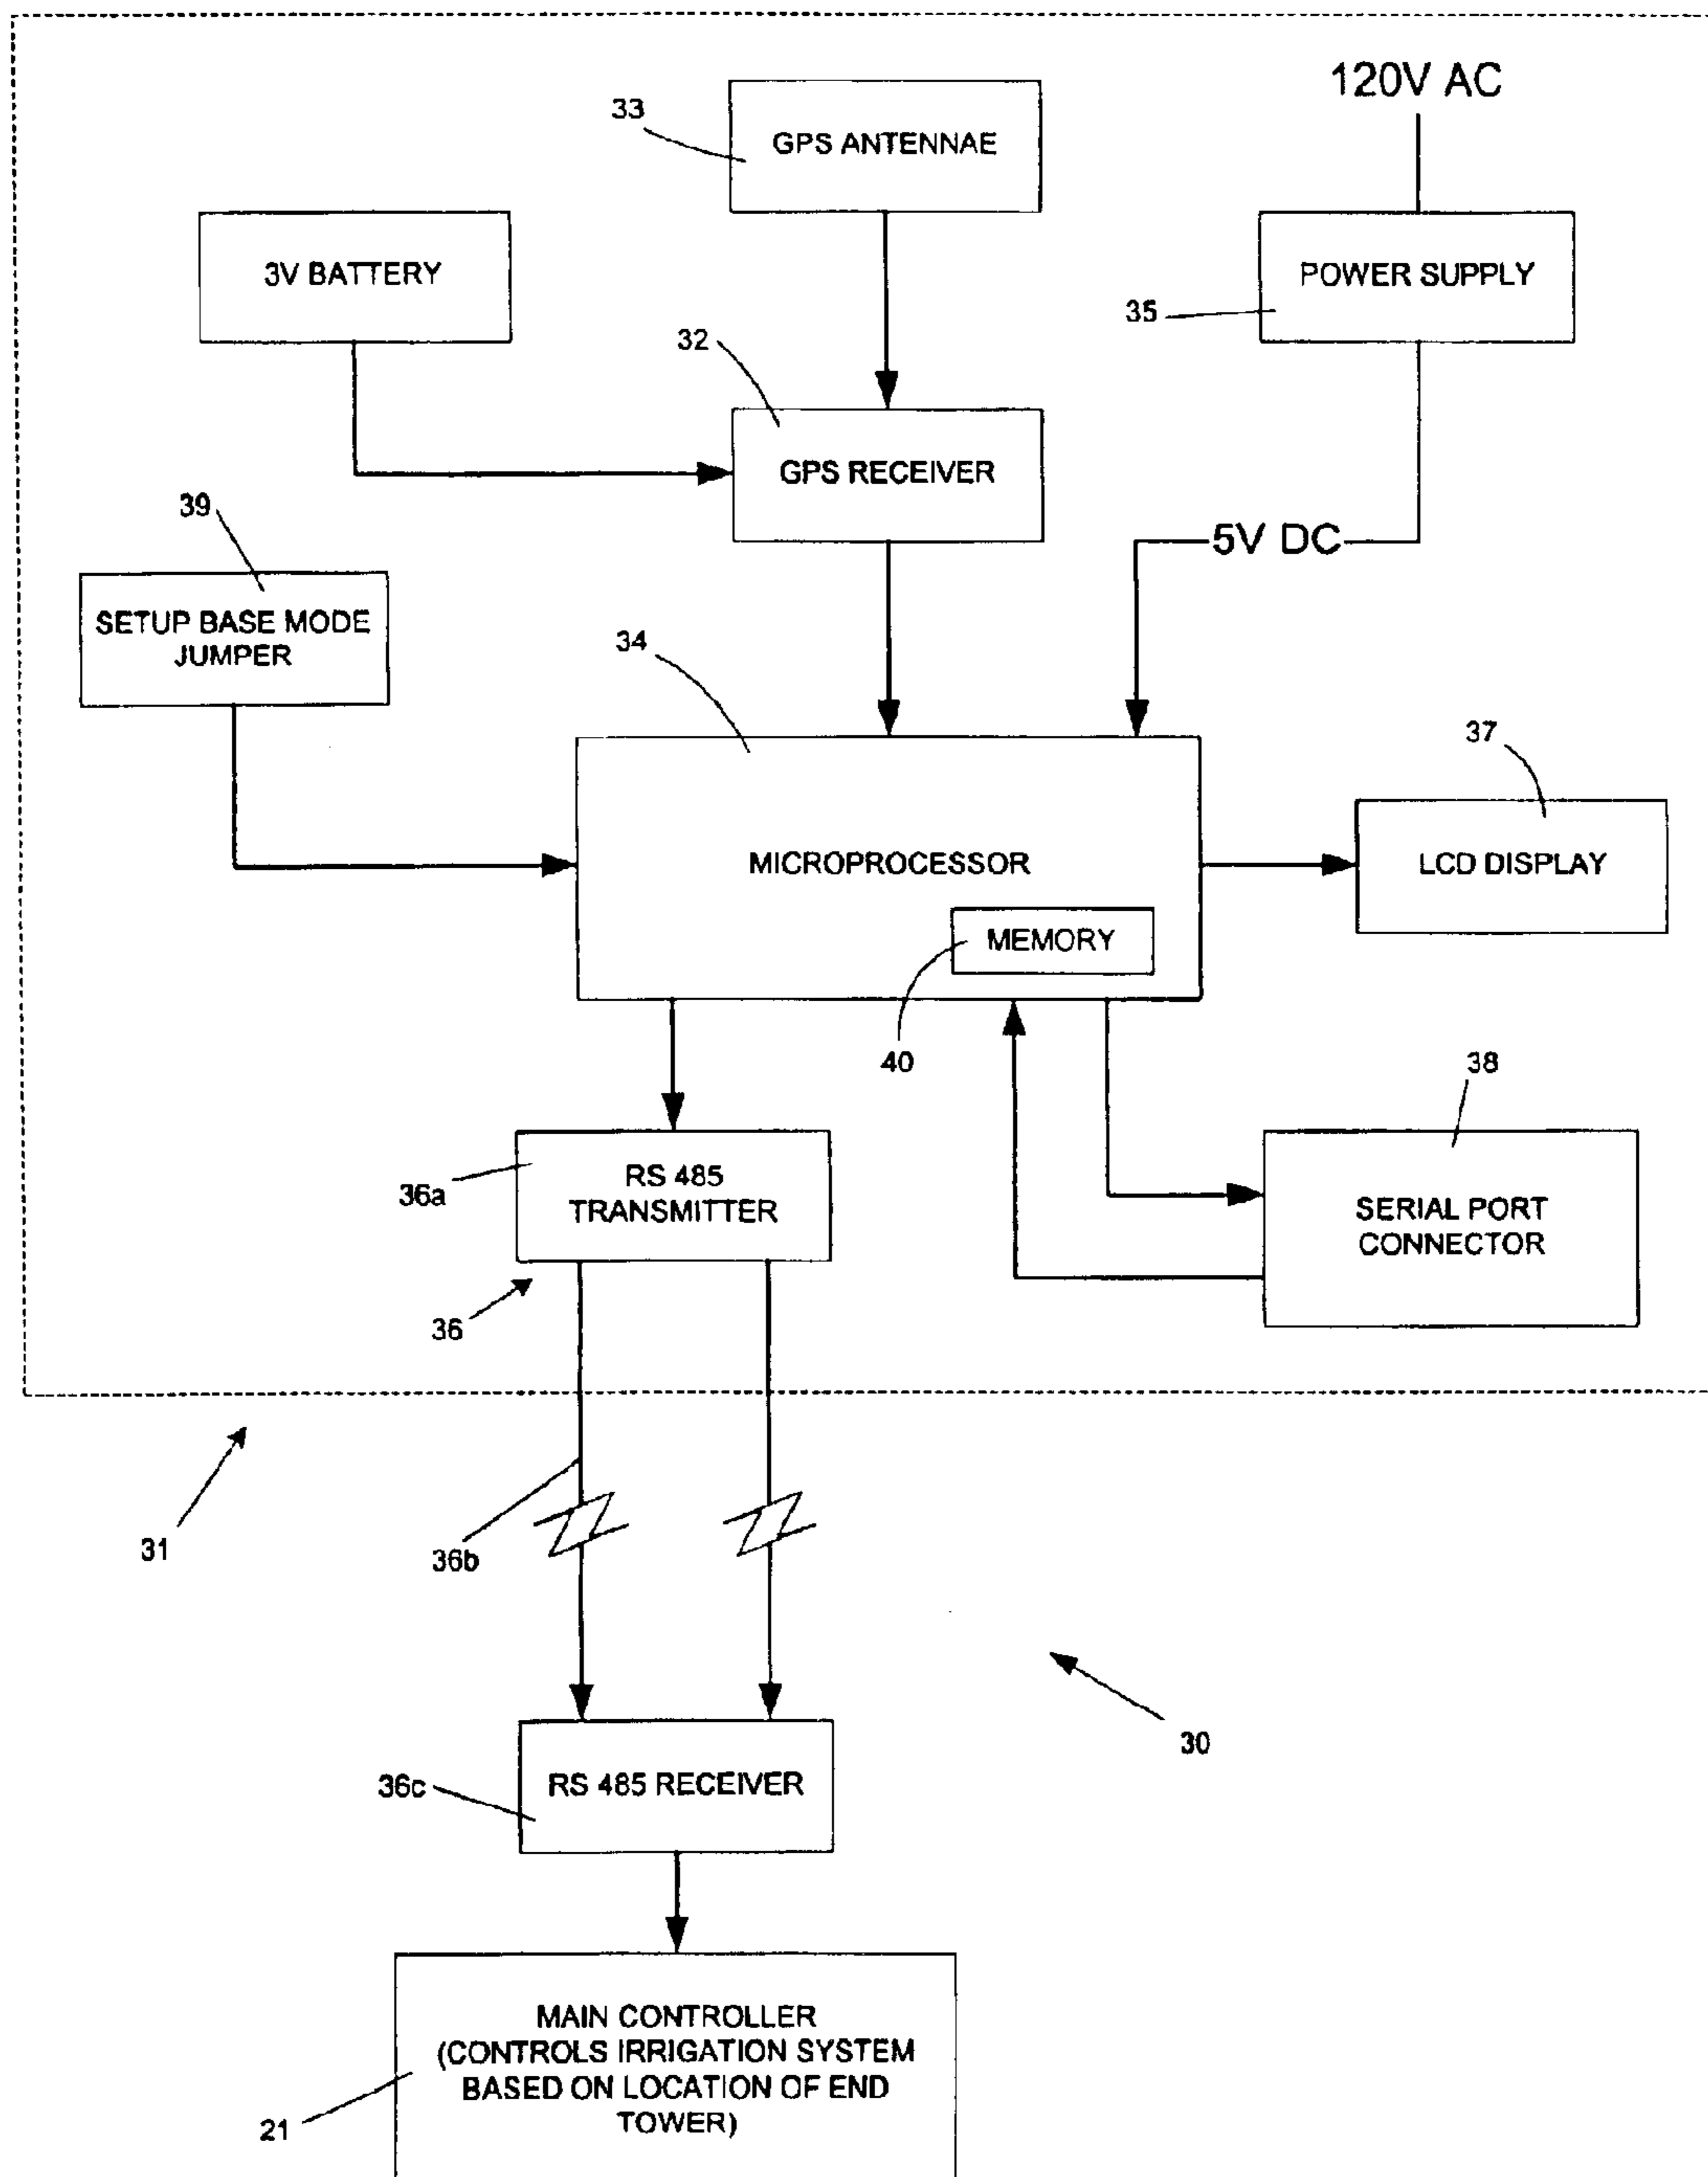 120V AC
33
GPS ANTENNAE
3V BATTERY
POWER SUPPLY
35
32
GPS RECEIVER
39
5V DC
SETUP BASE MODE
JUMPER
34
37
MICROPROCESSOR
LCD DISPLAY
MEMORY
40
38
36a
RS 485
TRANSMITTER
SERIAL PORT
CONNECTOR
36
31
36b
30
RS 485 RECEIVER
36c
MAIN CONTROLLER
(CONTROLS IRRIGATION SYSTEM
BASED ON LOCATION OF END
TOWER)
21